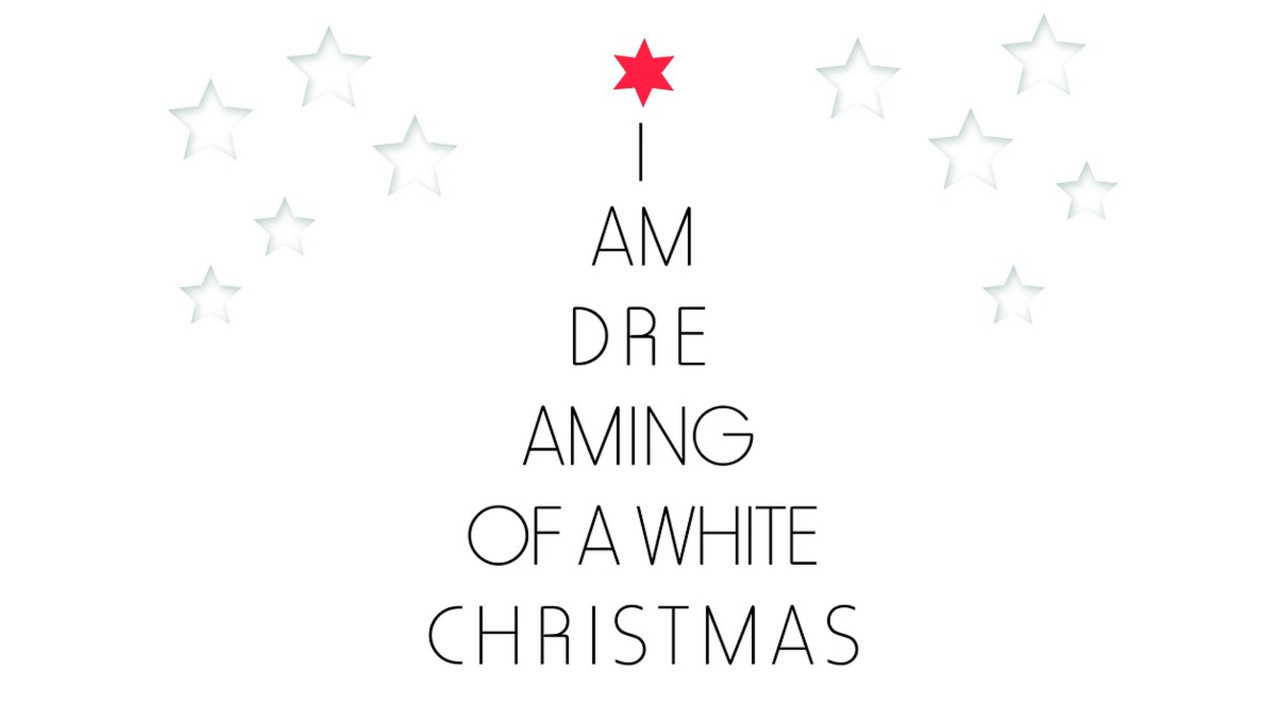 I
AM
DRE
AMING
OF A WHITE
CHRISTMAS